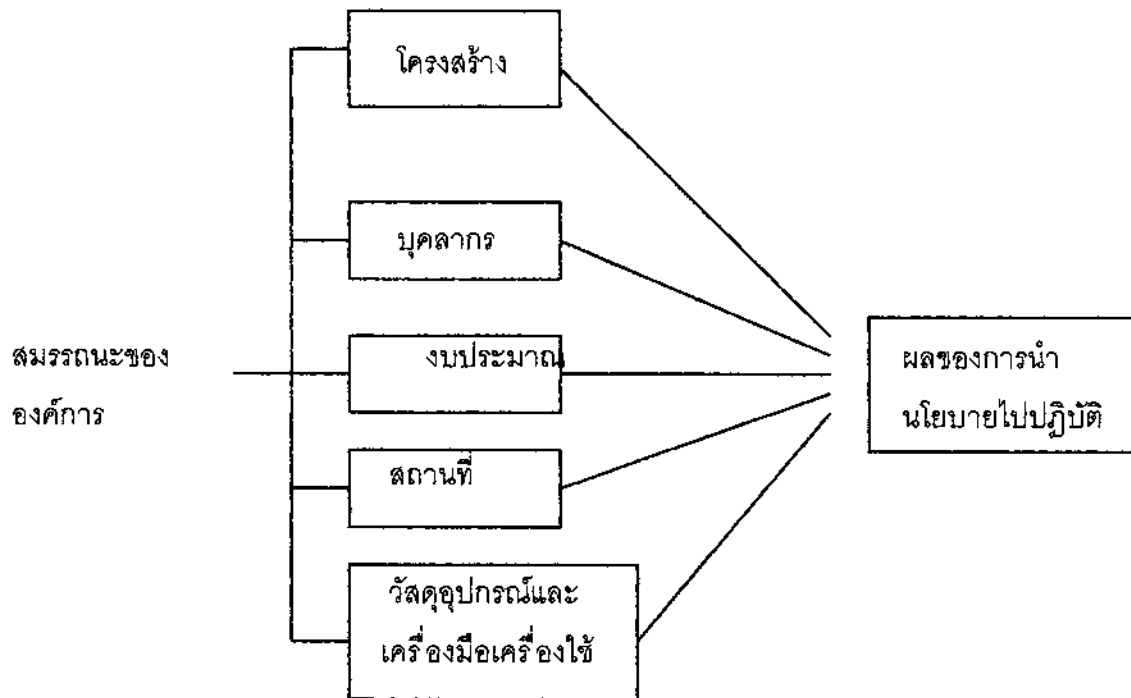 โครงสร้าง
บุคลากร
สมรรถนะของ
องค์การ
งบประมาณ
สถานที่
วัสดุอุปกรณ์และ
เครื่องมือเครื่องใช้
ผลของการนำ
นโยบายไปปฏิบัติ